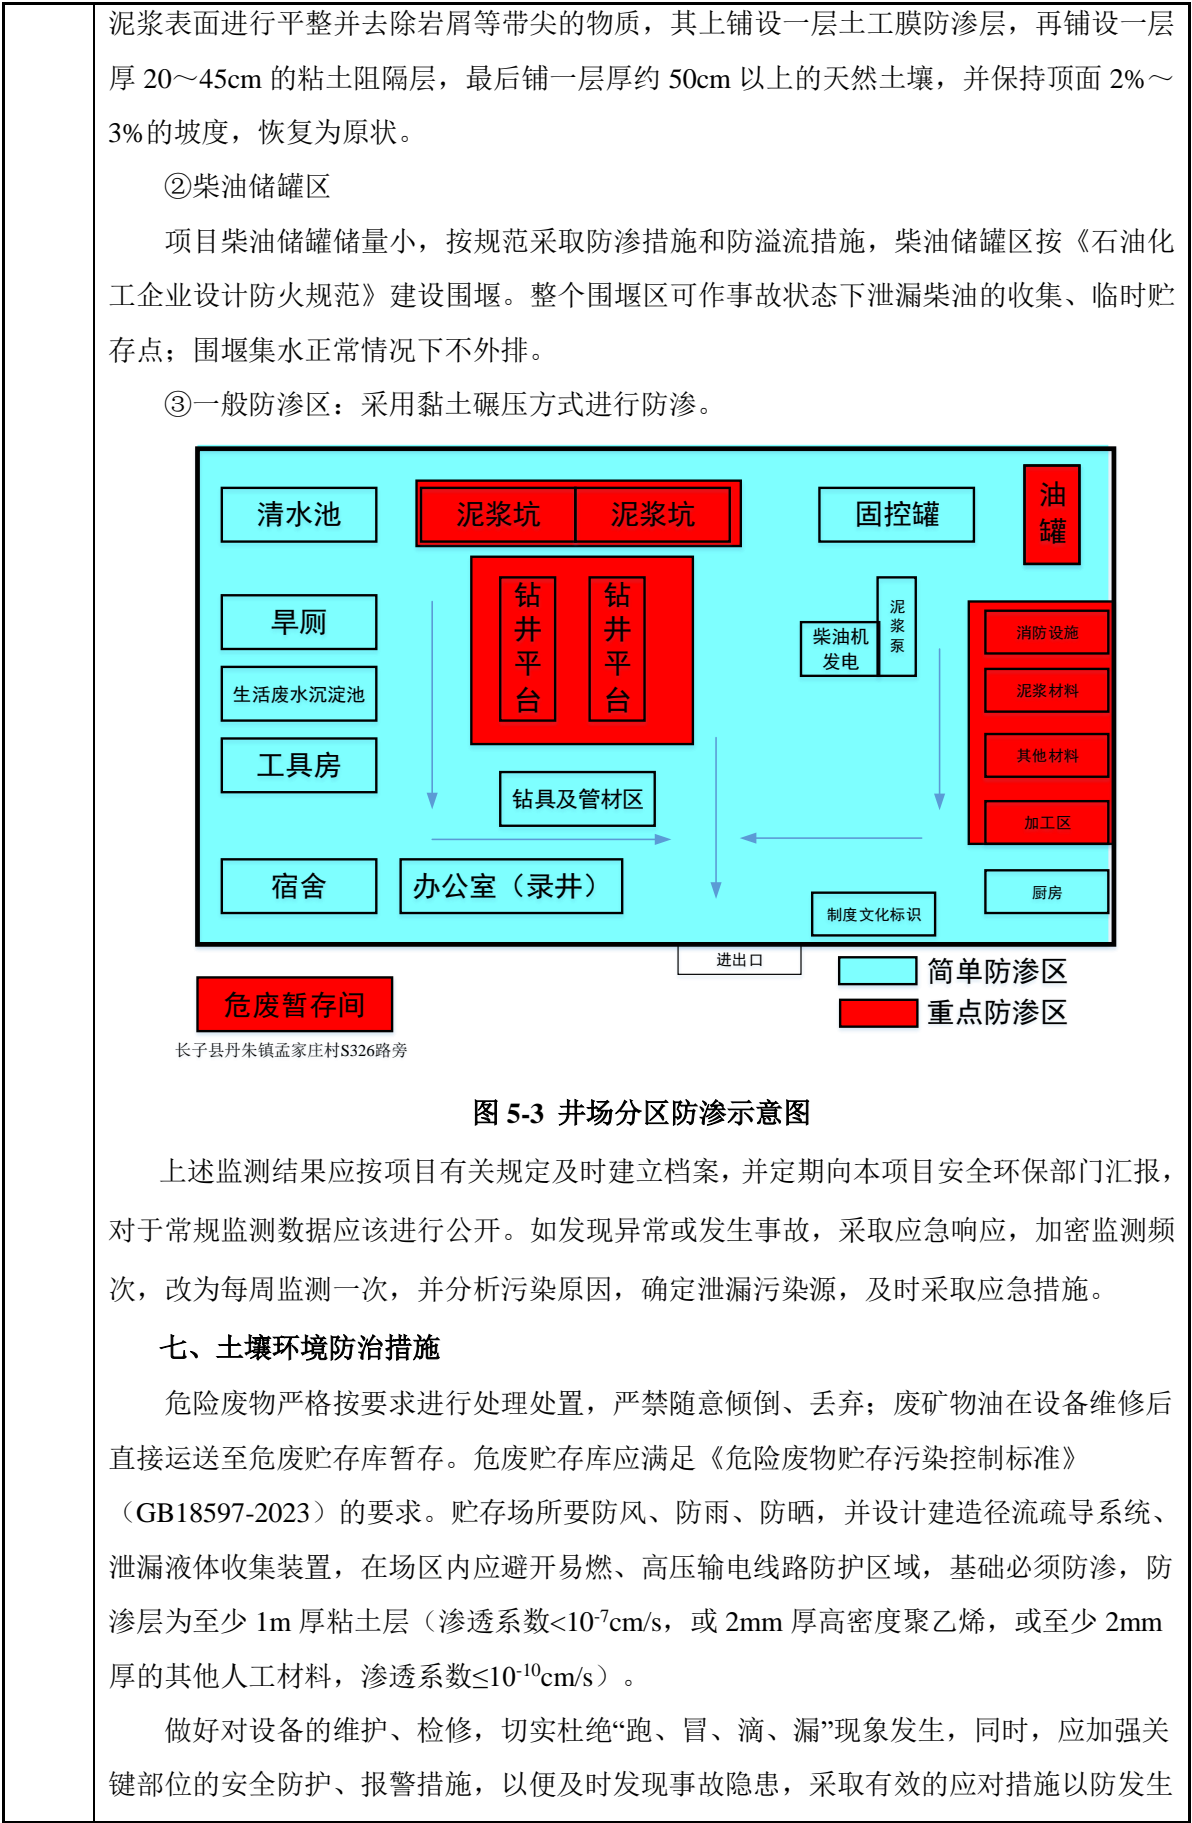 泥浆表面进行平整并去除岩屑等带尖的物质，其上铺设一层土工膜防渗层，再铺设一层
厚 20～45cm 的粘土阻隔层，最后铺一层厚约 50cm 以上的天然土壤，并保持顶面 2%～
3%的坡度，恢复为原状。
②柴油储罐区
项目柴油储罐储量小，按规范采取防渗措施和防溢流措施，柴油储罐区按《石油化
工企业设计防火规范》建设围堰。整个围堰区可作事故状态下泄漏柴油的收集、临时贮
存点；围堰集水正常情况下不外排。
③一般防渗区：采用黏土碾压方式进行防渗。
清水池
泥浆坑
泥浆坑
固控罐
油罐
旱厕
钻井平台
钻井平台
柴油机
发电
泥浆泵
消防设施
生活废水沉淀池
泥浆材料
工具房
其他材料
钻具及管材区
加工区
宿舍
办公室（录井）
制度文化标识
厨房
进出口
简单防渗区
危废暂存间
重点防渗区
长子县丹朱镇孟家庄村S326路旁
图 5-3 井场分区防渗示意图
上述监测结果应按项目有关规定及时建立档案，并定期向本项目安全环保部门汇报，
对于常规监测数据应该进行公开。如发现异常或发生事故，采取应急响应，加密监测频
次，改为每周监测一次，并分析污染原因，确定泄漏污染源，及时采取应急措施。
七、土壤环境防治措施
危险废物严格按要求进行处理处置，严禁随意倾倒、丢弃；废矿物油在设备维修后
直接运送至危废贮存库暂存。危废贮存库应满足《危险废物贮存污染控制标准》
（GB18597-2023）的要求。贮存场所要防风、防雨、防晒，并设计建造径流疏导系统、
泄漏液体收集装置，在场区内应避开易燃、高压输电线路防护区域，基础必须防渗，防
渗层为至少 1m 厚粘土层（渗透系数<10-7cm/s，或 2mm 厚高密度聚乙烯，或至少 2mm
厚的其他人工材料，渗透系数≤10-10cm/s）。
做好对设备的维护、检修，切实杜绝“跑、冒、滴、漏”现象发生，同时，应加强关
键部位的安全防护、报警措施，以便及时发现事故隐患，采取有效的应对措施以防发生